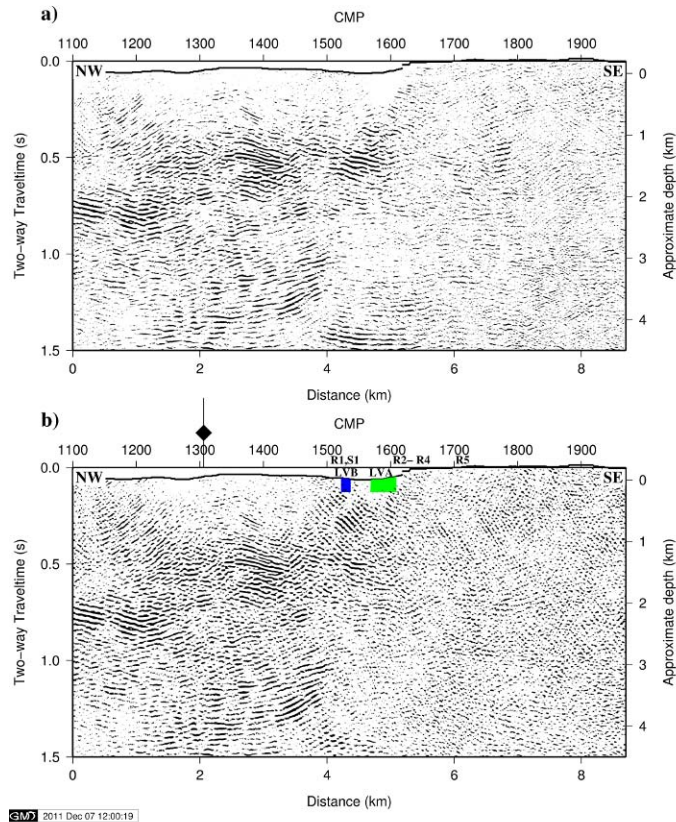 a)
CMP
1100 1200 1300 1400 1500 1600 1700 1800 1900
NW
SE
0.0
0.5
1.0
1.5
Two−way Traveltime (s)
0
1
2
3
4
Approximate depth (km)
0 2 4 6 8
Distance (km)
b)
CMP
1100 1200 1300 1400 1500 1600 1700 1800 1900
R1,S1 R2− R4 R5
NW
LVB LVA
SE
0.0
0.5
1.0
1.5
Two−way Traveltime (s)
0
1
2
3
4
Approximate depth (km)
0 2 4 6 8
Distance (km)
GMT 2011 Dec 07 12:00:19